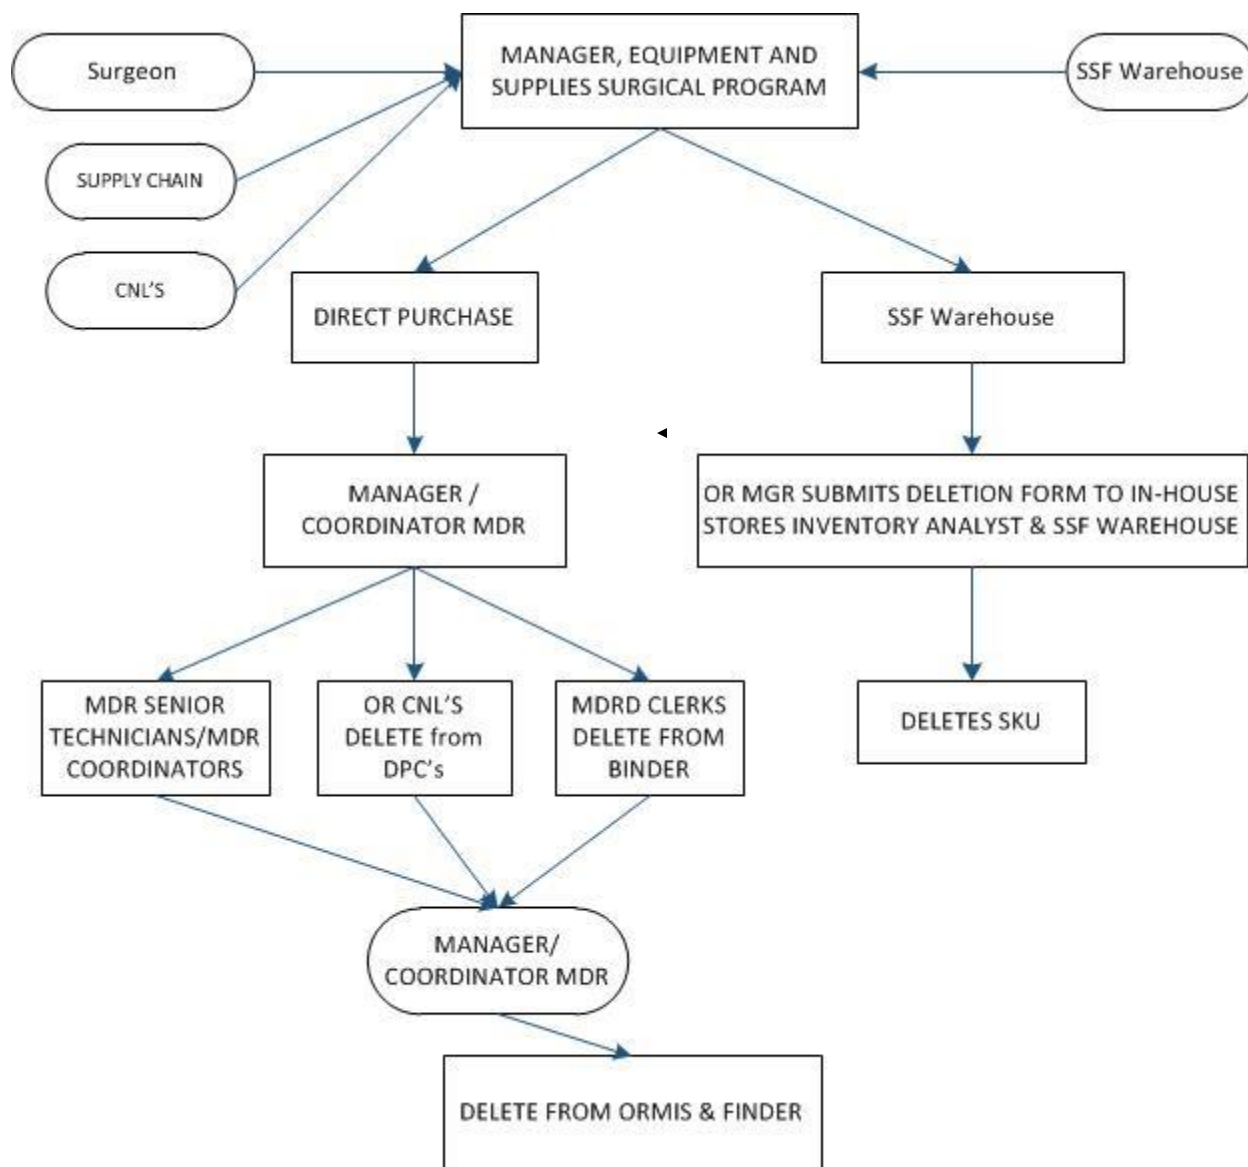 Surgeon
MANAGER, EQUIPMENT AND
SUPPLIES SURGICAL PROGRAM
SSF Warehouse
SUPPLY CHAIN
CNL'S
DIRECT PURCHASE
SSF Warehouse
MANAGER /
COORDINATOR MDR
OR MGR SUBMITS DELETION FORM TO IN-HOUSE
STORES INVENTORY ANALYST & SSF WAREHOUSE
MDR SENIOR
TECHNICIANS/MDR
COORDINATORS
OR CNL'S
DELETE from
DPC's
MDRD CLERKS
DELETE FROM
BINDER
DELETES SKU
MANAGER/
COORDINATOR MDR
DELETE FROM ORMIS & FINDER